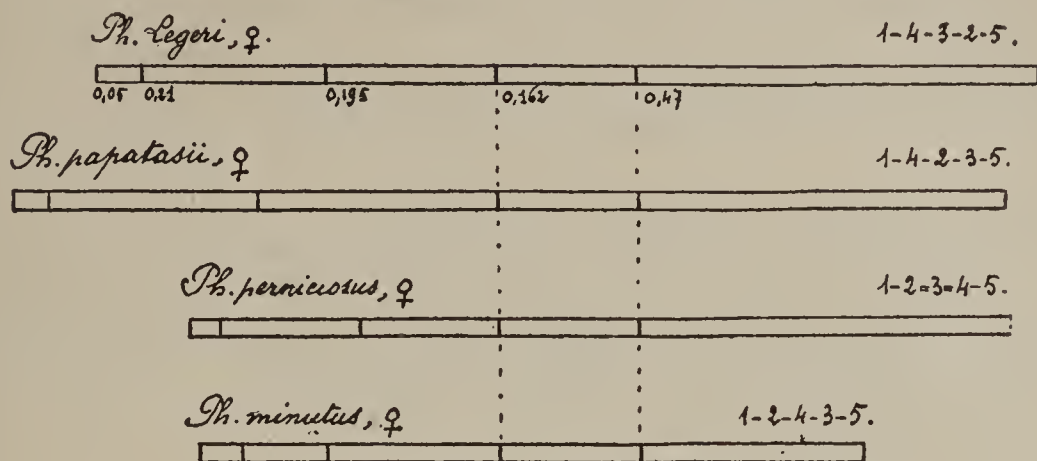 Ph. Legeri, ♀. 1-4-3-2-5.
0,05 0,21 0,195 0,162 0,47
Ph. papatasii, ♀ 1-4-2-3-5.
Ph. perniciosus, ♀ 1-2=3=4-5.
Ph. minutus, ♀ 1-2-4-3-5.